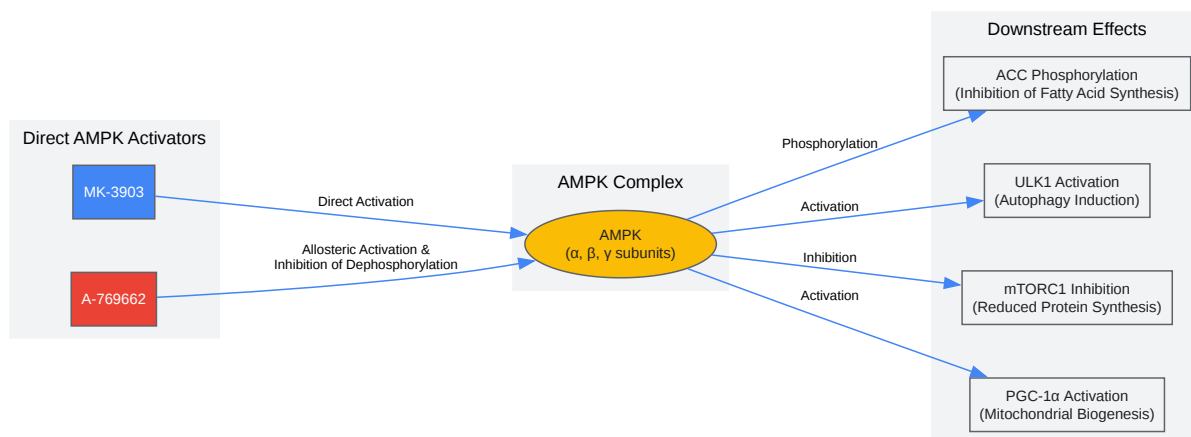 Direct AMPK Activators
MK-3903
A-769662
Direct Activation
Allosteric Activation &
Inhibition of Dephosphorylation
AMPK Complex
AMPK
(α, β, γ subunits)
Phosphorylation
Activation
Inhibition
Activation
Downstream Effects
ACC Phosphorylation
(Inhibition of Fatty Acid Synthesis)
ULK1 Activation
(Autophagy Induction)
mTORC1 Inhibition
(Reduced Protein Synthesis)
PGC-1α Activation
(Mitochondrial Biogenesis)